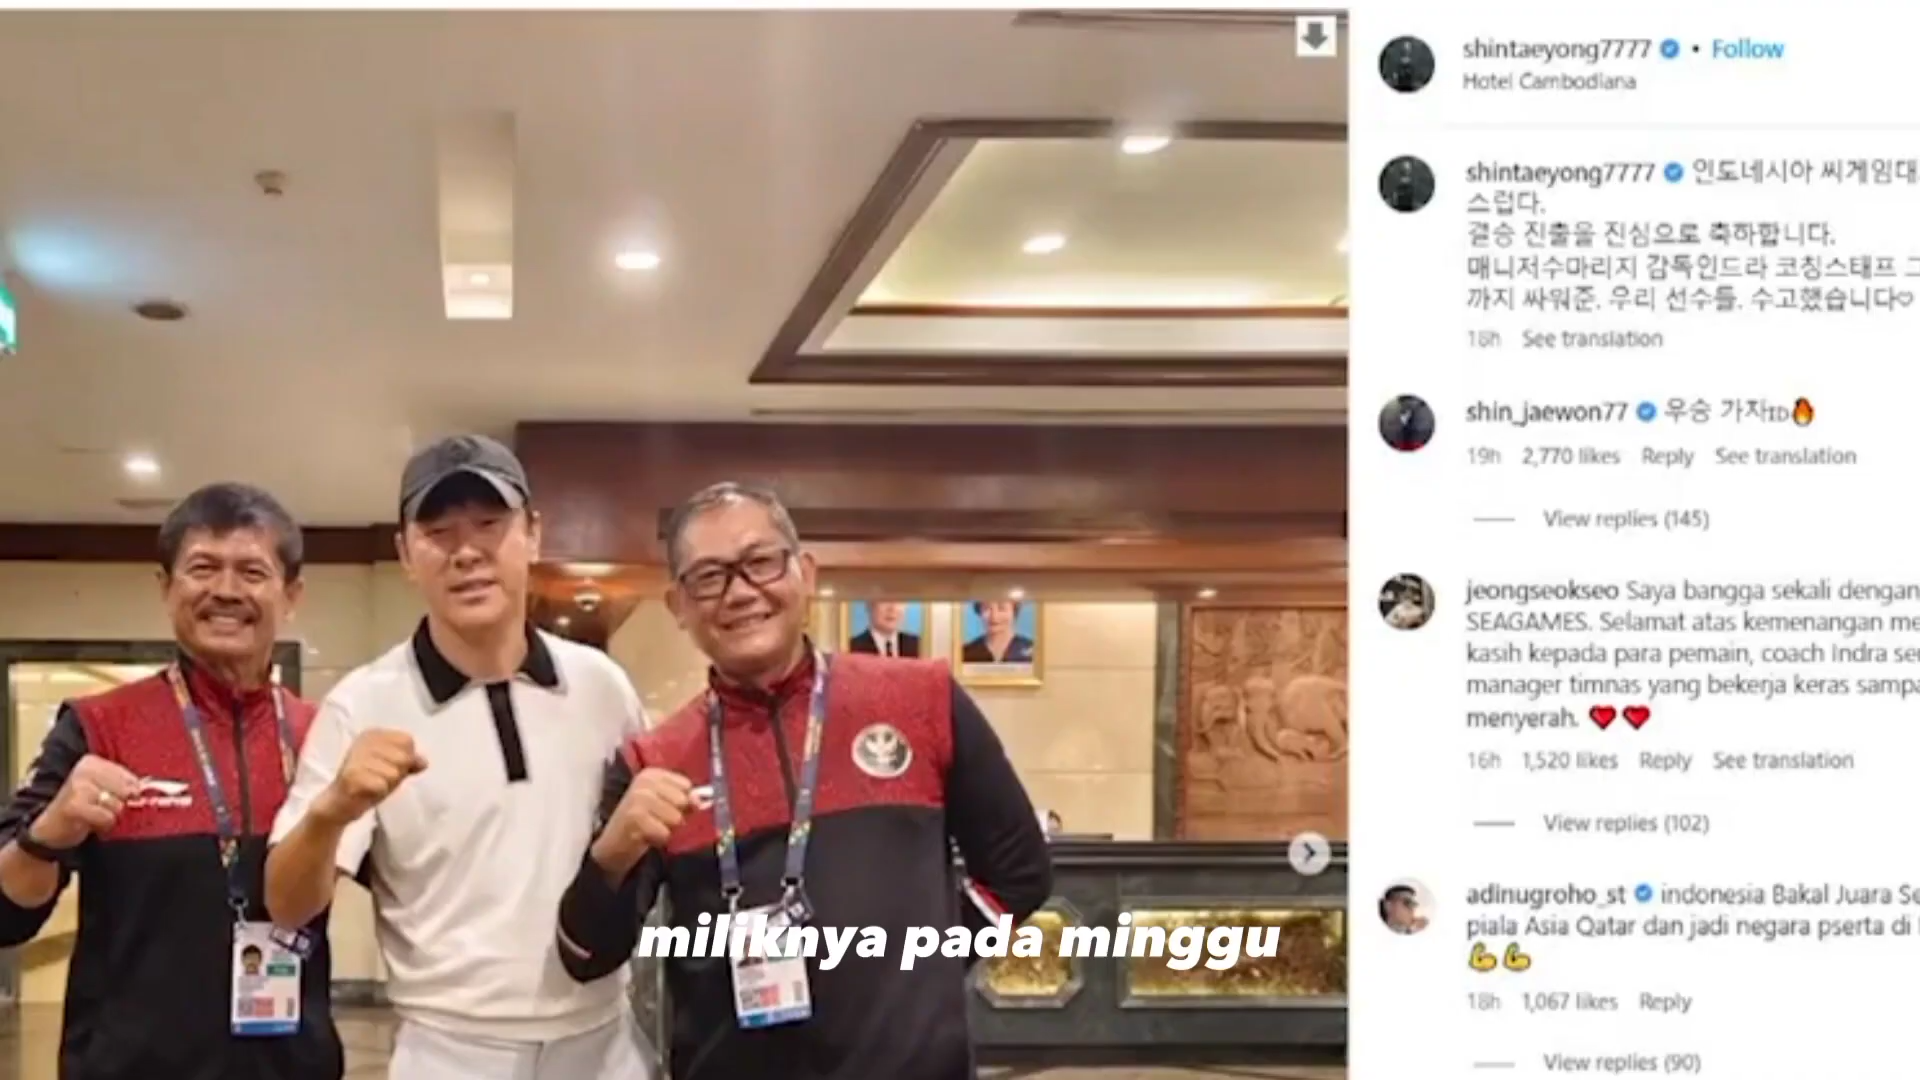 shintaeyong7777 • Follow
Hotel Cambodiana
shintaeyong7777 인도네시아 씨게임대
스럽다.
결승 진출을 진심으로 축하합니다.
매니저수마리지 감독인드라 코칭스태프 그
까지 싸워준. 우리 선수들. 수고했습니다♡
18h See translation
shin_jaewon77 우승 가자ID🔥
19h 2,770 likes Reply See translation
View replies (145)
jeongseokseo Saya bangga sekali dengan
SEAGAMES. Selamat atas kemenangan me
kasih kepada para pemain, coach Indra ser
manager timnas yang bekerja keras sampa
menyerah. ❤️❤️
16h 1,520 likes Reply See translation
View replies (102)
adinugroho_st indonesia Bakal Juara Se
piala Asia Qatar dan jadi negara pserta di
💪💪
18h 1,067 likes Reply
View replies (90)
miliknya pada minggu